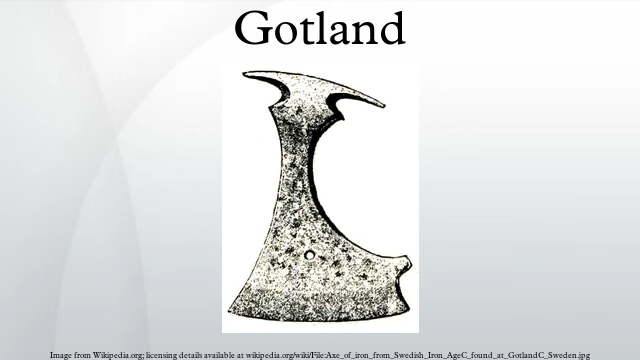 Gotland
Image from Wikipedia.org; licensing details available at wikipedia.org/wiki/File:Axe_of_iron_from_Swedish_Iron_AgeC_found_at_GotlandC_Sweden.jpg